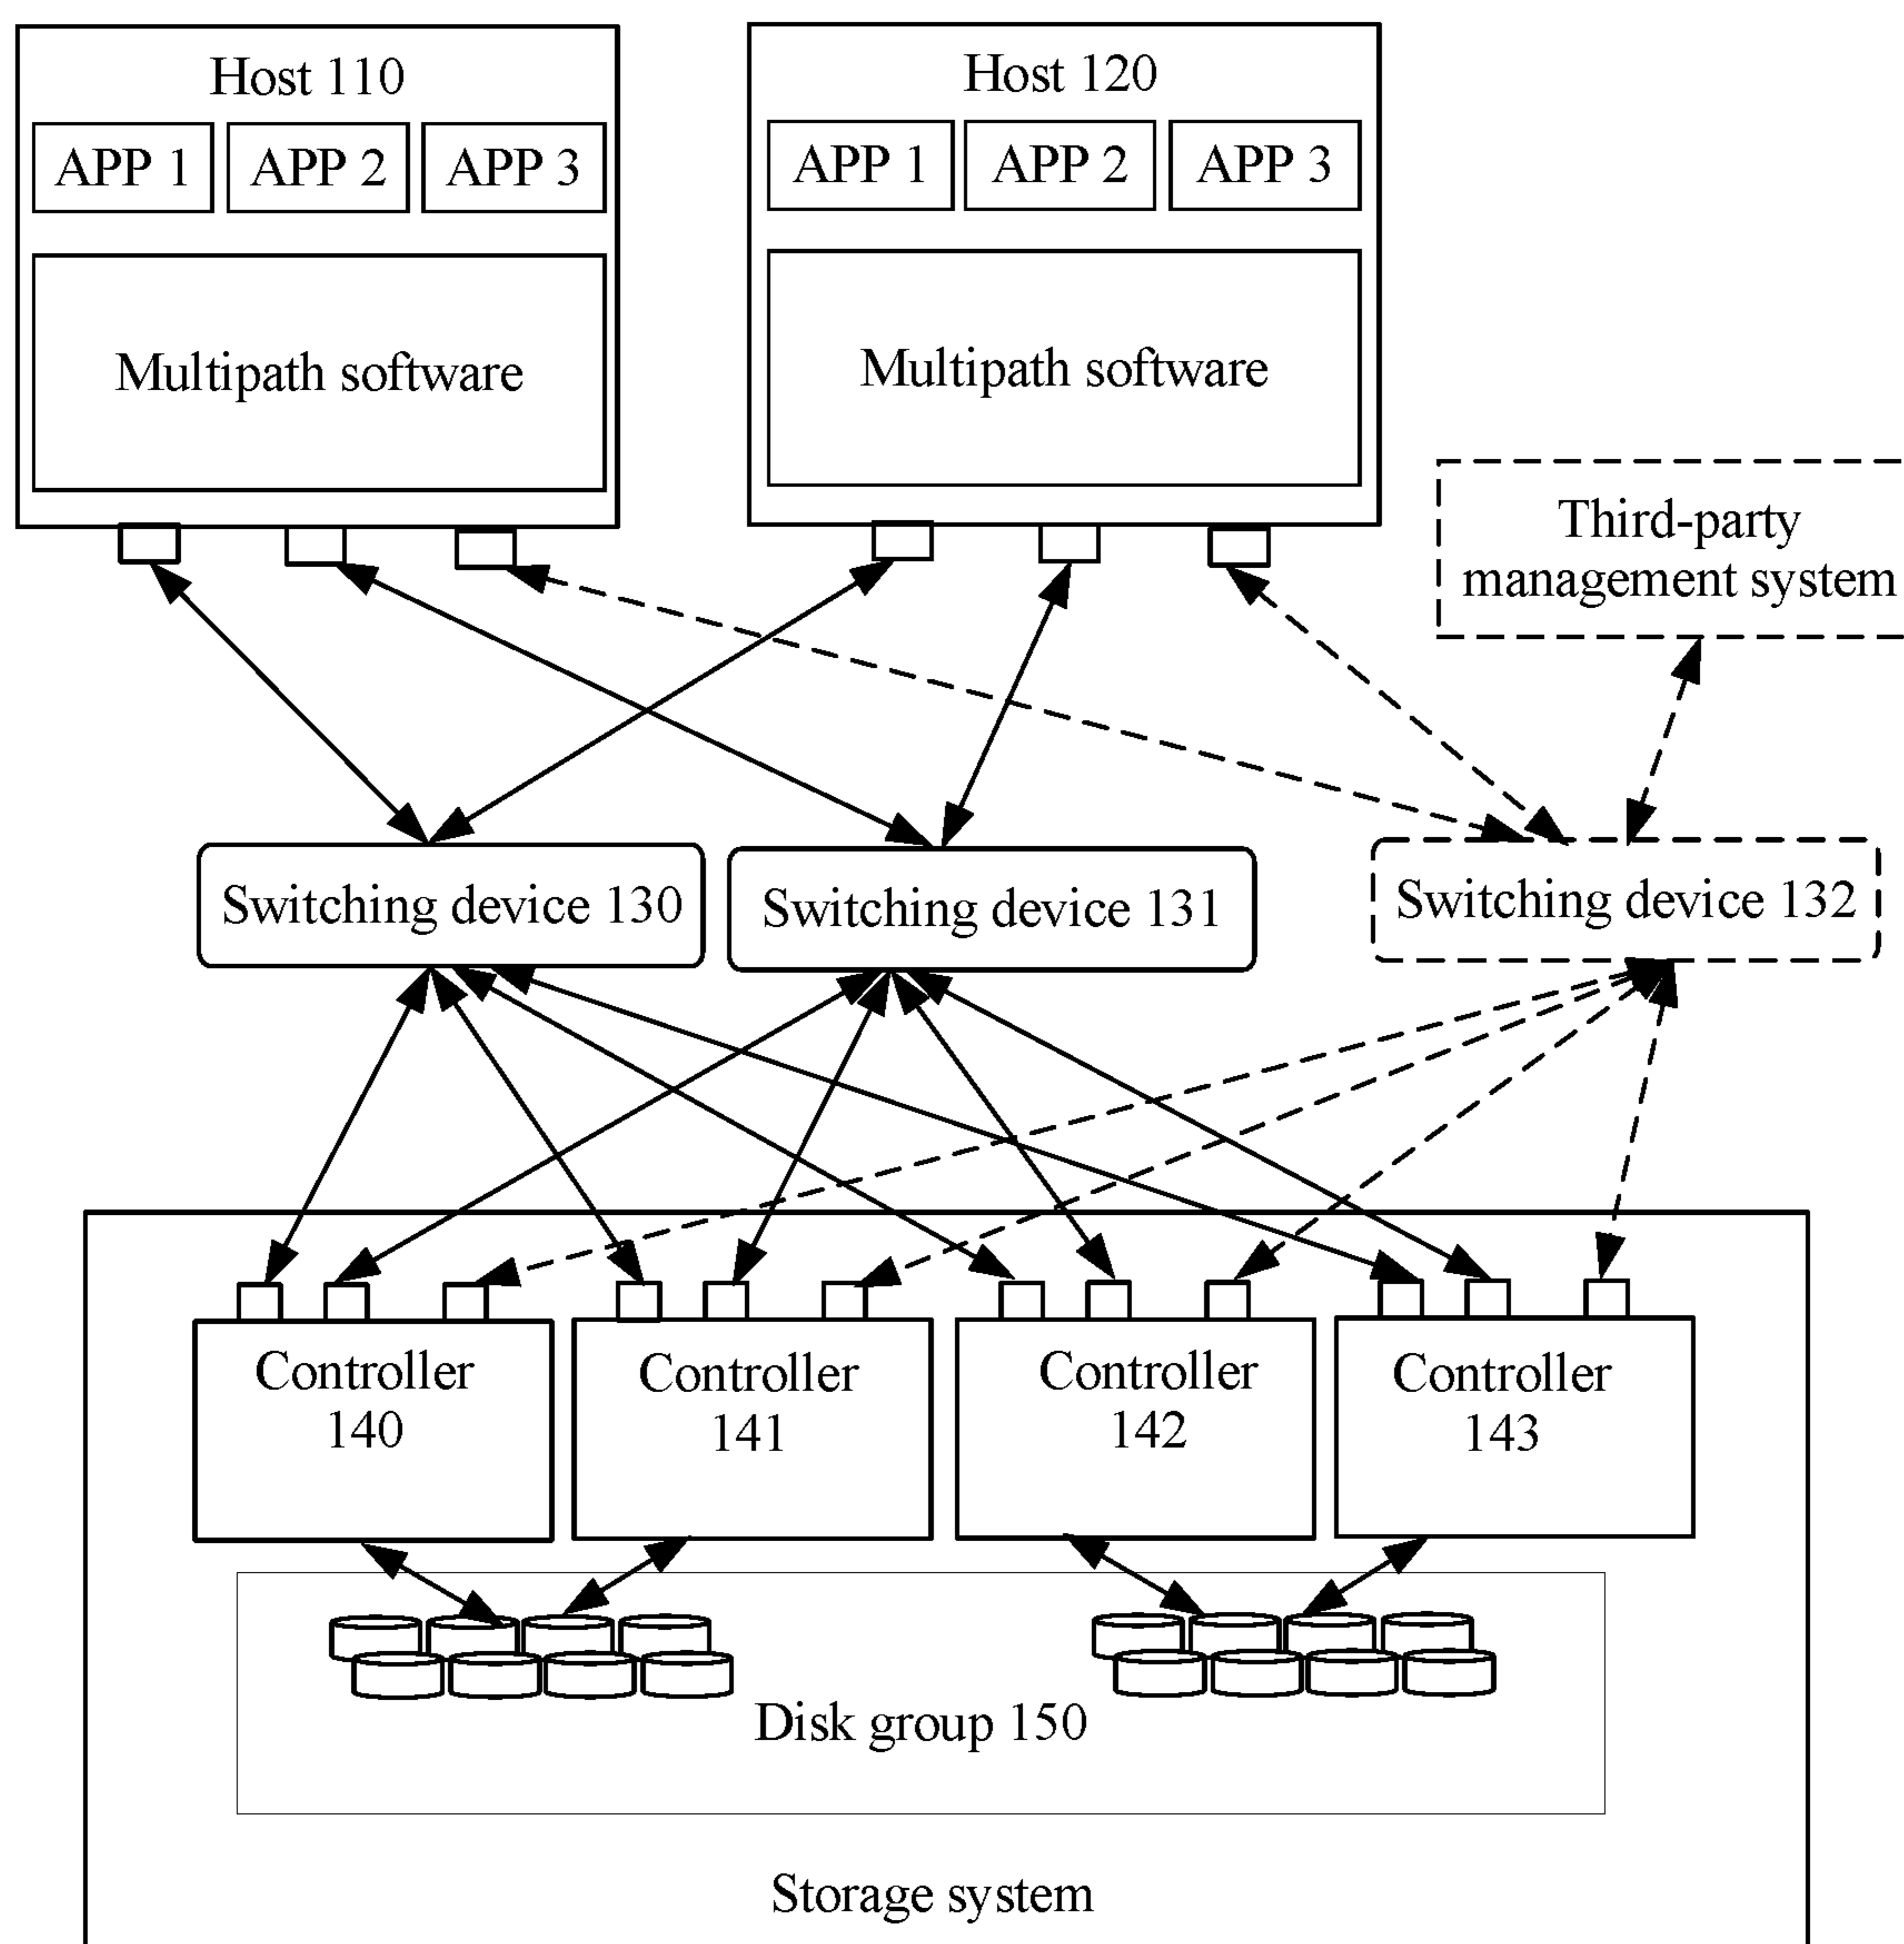 Host 110
APP 1
APP 2
APP 3
Multipath software
Host 120
APP 1
APP 2
APP 3
Multipath software
Third-party
management system
Switching device 130
Switching device 131
Switching device 132
Controller
140
Controller
141
Controller
142
Controller
143
Disk group 150
Storage system